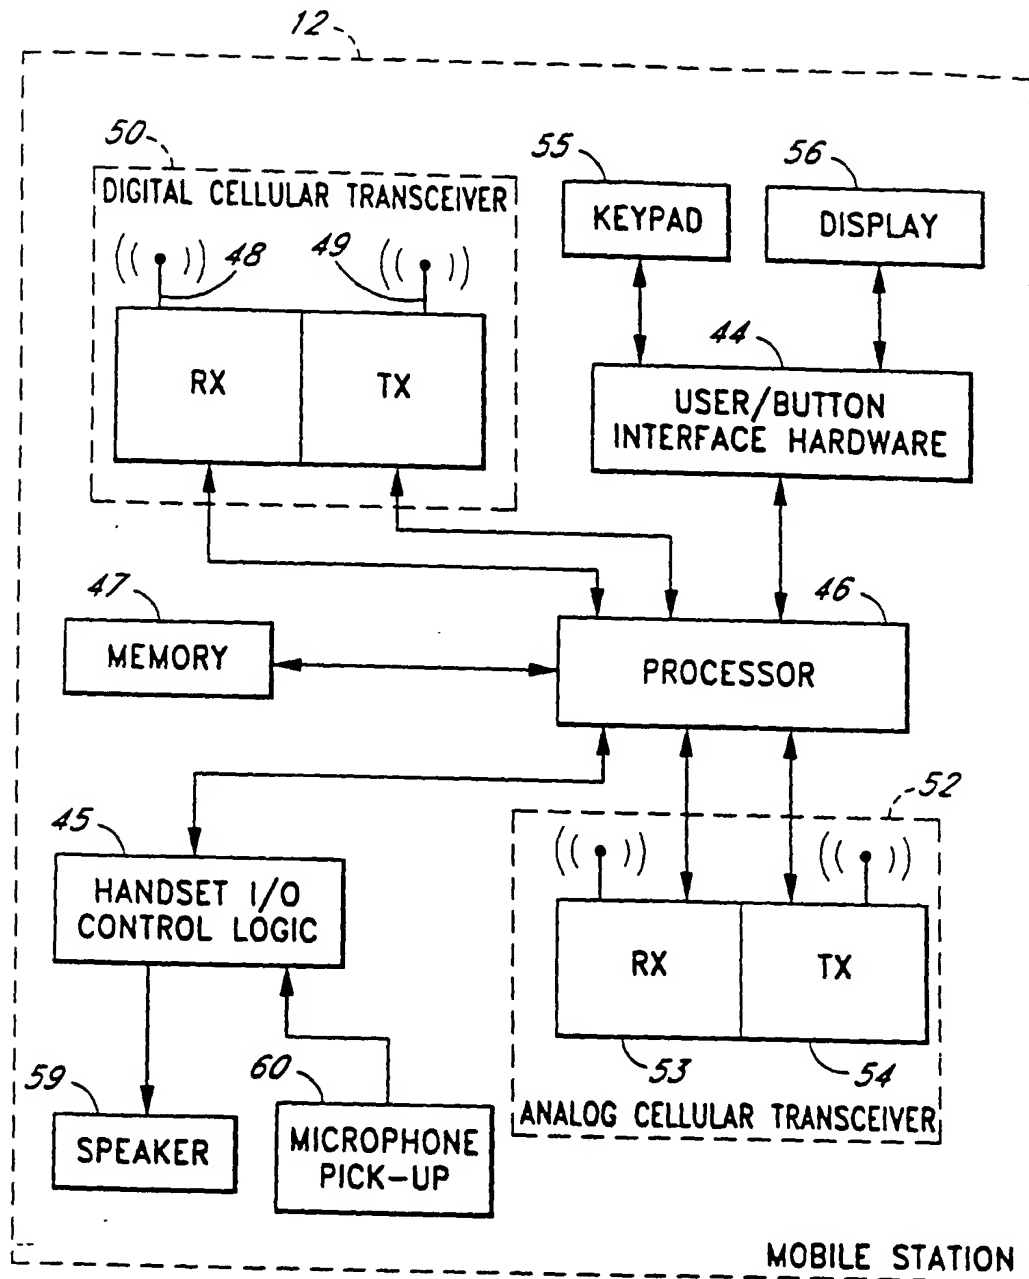 12
50
DIGITAL CELLULAR TRANSCEIVER
48
49
RX
TX
55
KEYPAD
56
DISPLAY
44
USER/BUTTON
INTERFACE HARDWARE
47
MEMORY
46
PROCESSOR
45
HANDSET I/O
CONTROL LOGIC
52
RX
TX
53
54
ANALOG CELLULAR TRANSCEIVER
59
SPEAKER
60
MICROPHONE
PICK-UP
MOBILE STATION